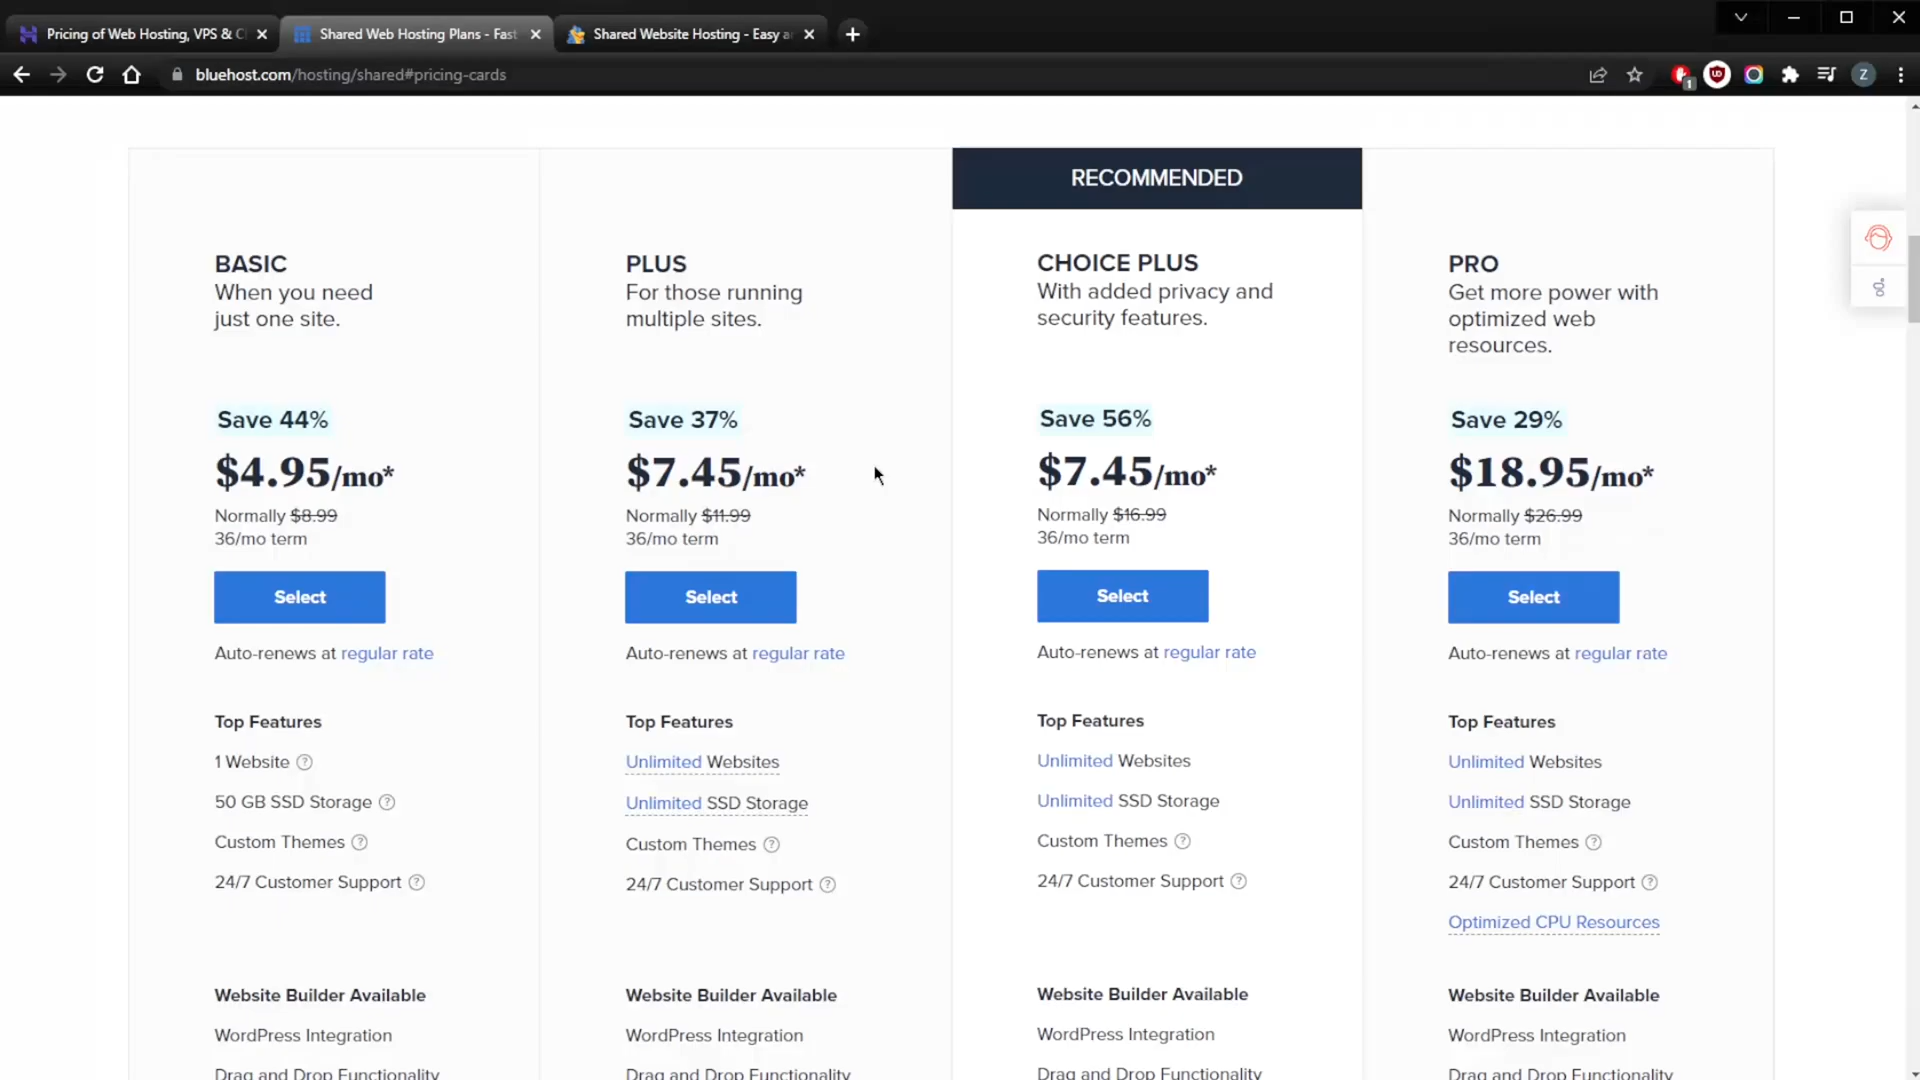 Pricing of Web Hosting, VPS & C
Shared Web Hosting Plans - Fast
Shared Website Hosting - Easy a
bluehost.com/hosting/shared#pricing-cards
1
Z
RECOMMENDED
BASIC
When you need
just one site.
Save 44%
$4.95/mo*
Normally $8.99
36/mo term
Select
Auto-renews at regular rate
Top Features
1 Website
50 GB SSD Storage
Custom Themes
24/7 Customer Support
Website Builder Available
WordPress Integration
Drag and Drop Functionality
PLUS
For those running
multiple sites.
Save 37%
$7.45/mo*
Normally $11.99
36/mo term
Select
Auto-renews at regular rate
Top Features
Unlimited Websites
Unlimited SSD Storage
Custom Themes
24/7 Customer Support
Website Builder Available
WordPress Integration
Drag and Drop Functionality
CHOICE PLUS
With added privacy and
security features.
Save 56%
$7.45/mo*
Normally $16.99
36/mo term
Select
Auto-renews at regular rate
Top Features
Unlimited Websites
Unlimited SSD Storage
Custom Themes
24/7 Customer Support
Website Builder Available
WordPress Integration
Drag and Drop Functionality
PRO
Get more power with
optimized web
resources.
Save 29%
$18.95/mo*
Normally $26.99
36/mo term
Select
Auto-renews at regular rate
Top Features
Unlimited Websites
Unlimited SSD Storage
Custom Themes
24/7 Customer Support
Optimized CPU Resources
Website Builder Available
WordPress Integration
Drag and Drop Functionality